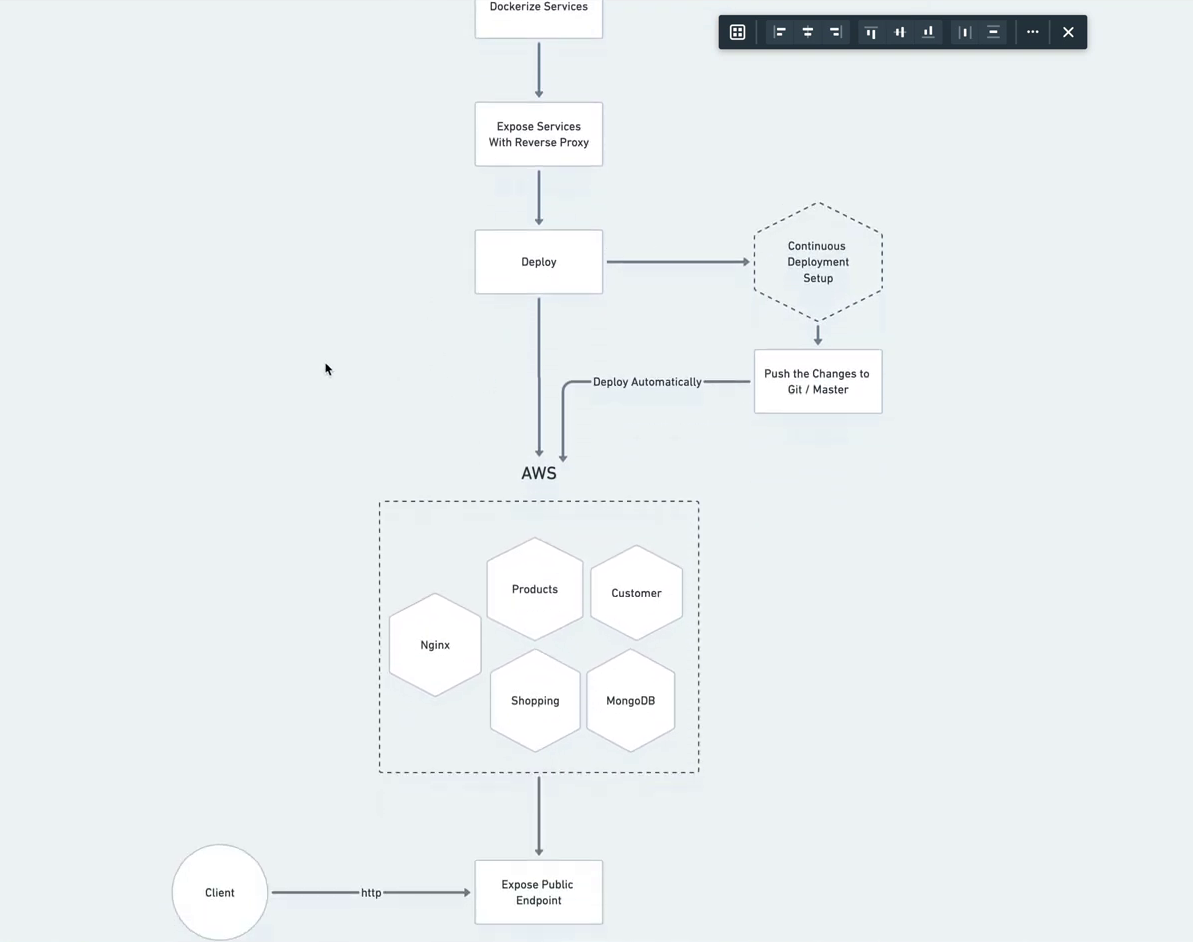 Dockerize Services
Expose Services
With Reverse Proxy
Deploy
Continuous
Deployment
Setup
Push the Changes to
Git / Master
Deploy Automatically
AWS
Products
Customer
Nginx
Shopping
MongoDB
Client
http
Expose Public
Endpoint